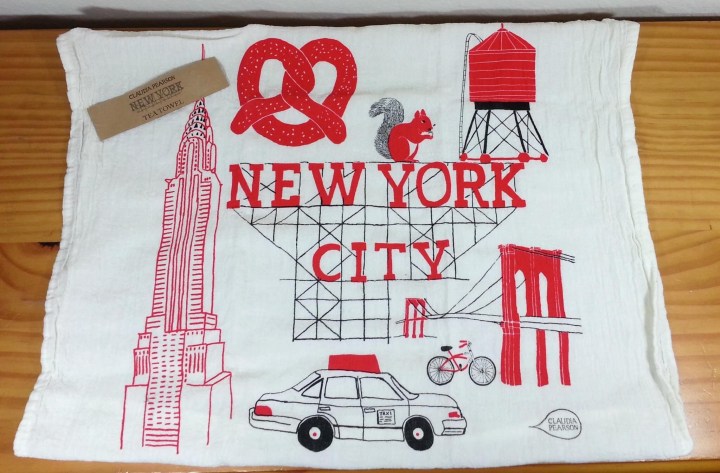 CLAUDIA PEARSON
NEW YORK
TEA TOWEL
NEW YORK
CITY
TAXI
CLAUDIA
PEARSON